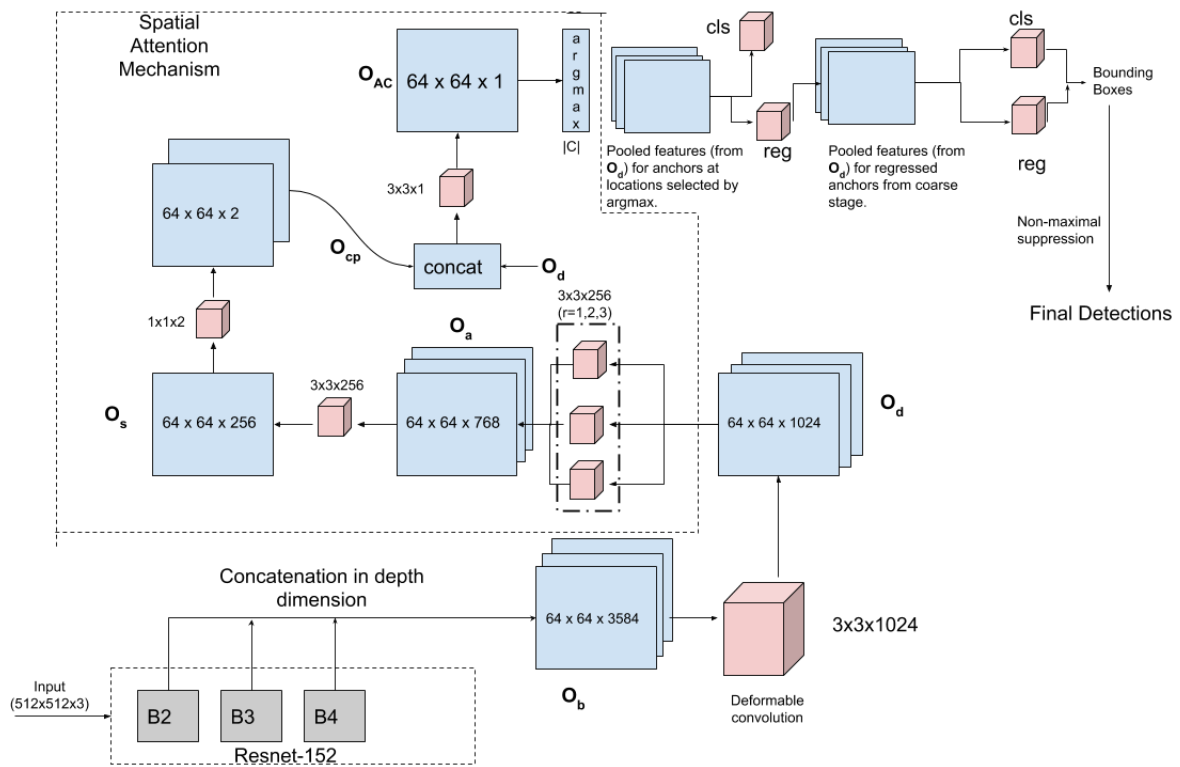 Spatial
Attention
Mechanism
O_AC
64 x 64 x 1
a
r
g
m
a
x
|C|
cls
reg
Pooled features (from
O_d) for anchors at
locations selected by
argmax.
Pooled features (from
O_d) for regressed
anchors from coarse
stage.
cls
reg
Bounding
Boxes
Non-maximal
suppression
Final Detections
64 x 64 x 2
O_cp
3x3x1
concat
O_d
1x1x2
O_s
64 x 64 x 256
3x3x256
O_a
64 x 64 x 768
3x3x256
(r=1,2,3)
64 x 64 x 1024
O_d
Concatenation in depth
dimension
64 x 64 x 3584
O_b
3x3x1024
Deformable
convolution
Input
(512x512x3)
B2
B3
B4
Resnet-152